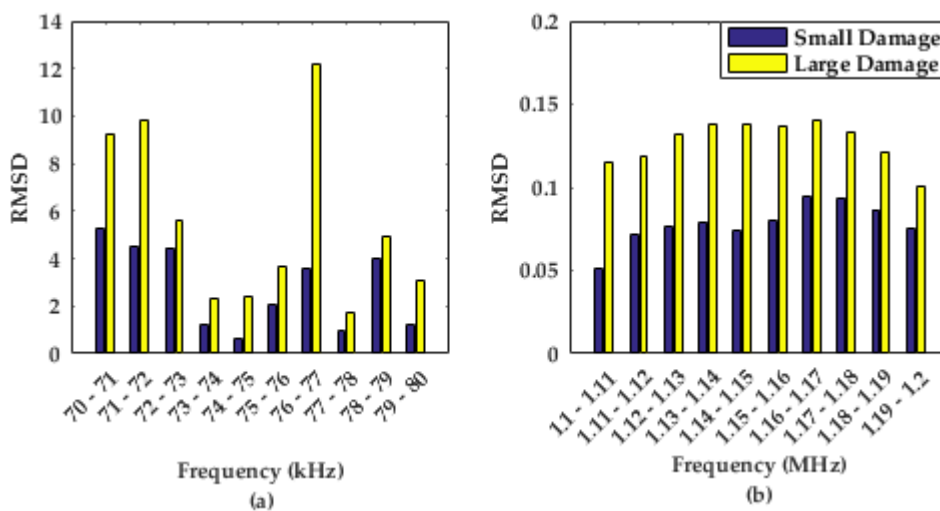 14
12
10
8
6
4
2
0
RMSD
70 - 71
71 - 72
72 - 73
73 - 74
74 - 75
75 - 76
76 - 77
77 - 78
78 - 79
79 - 80
Frequency (kHz)
(a)
0.2
0.15
0.1
0.05
0
RMSD
Small Damage
Large Damage
1.1 - 1.11
1.11 - 1.12
1.12 - 1.13
1.13 - 1.14
1.14 - 1.15
1.15 - 1.16
1.16 - 1.17
1.17 - 1.18
1.18 - 1.19
1.19 - 1.2
Frequency (MHz)
(b)